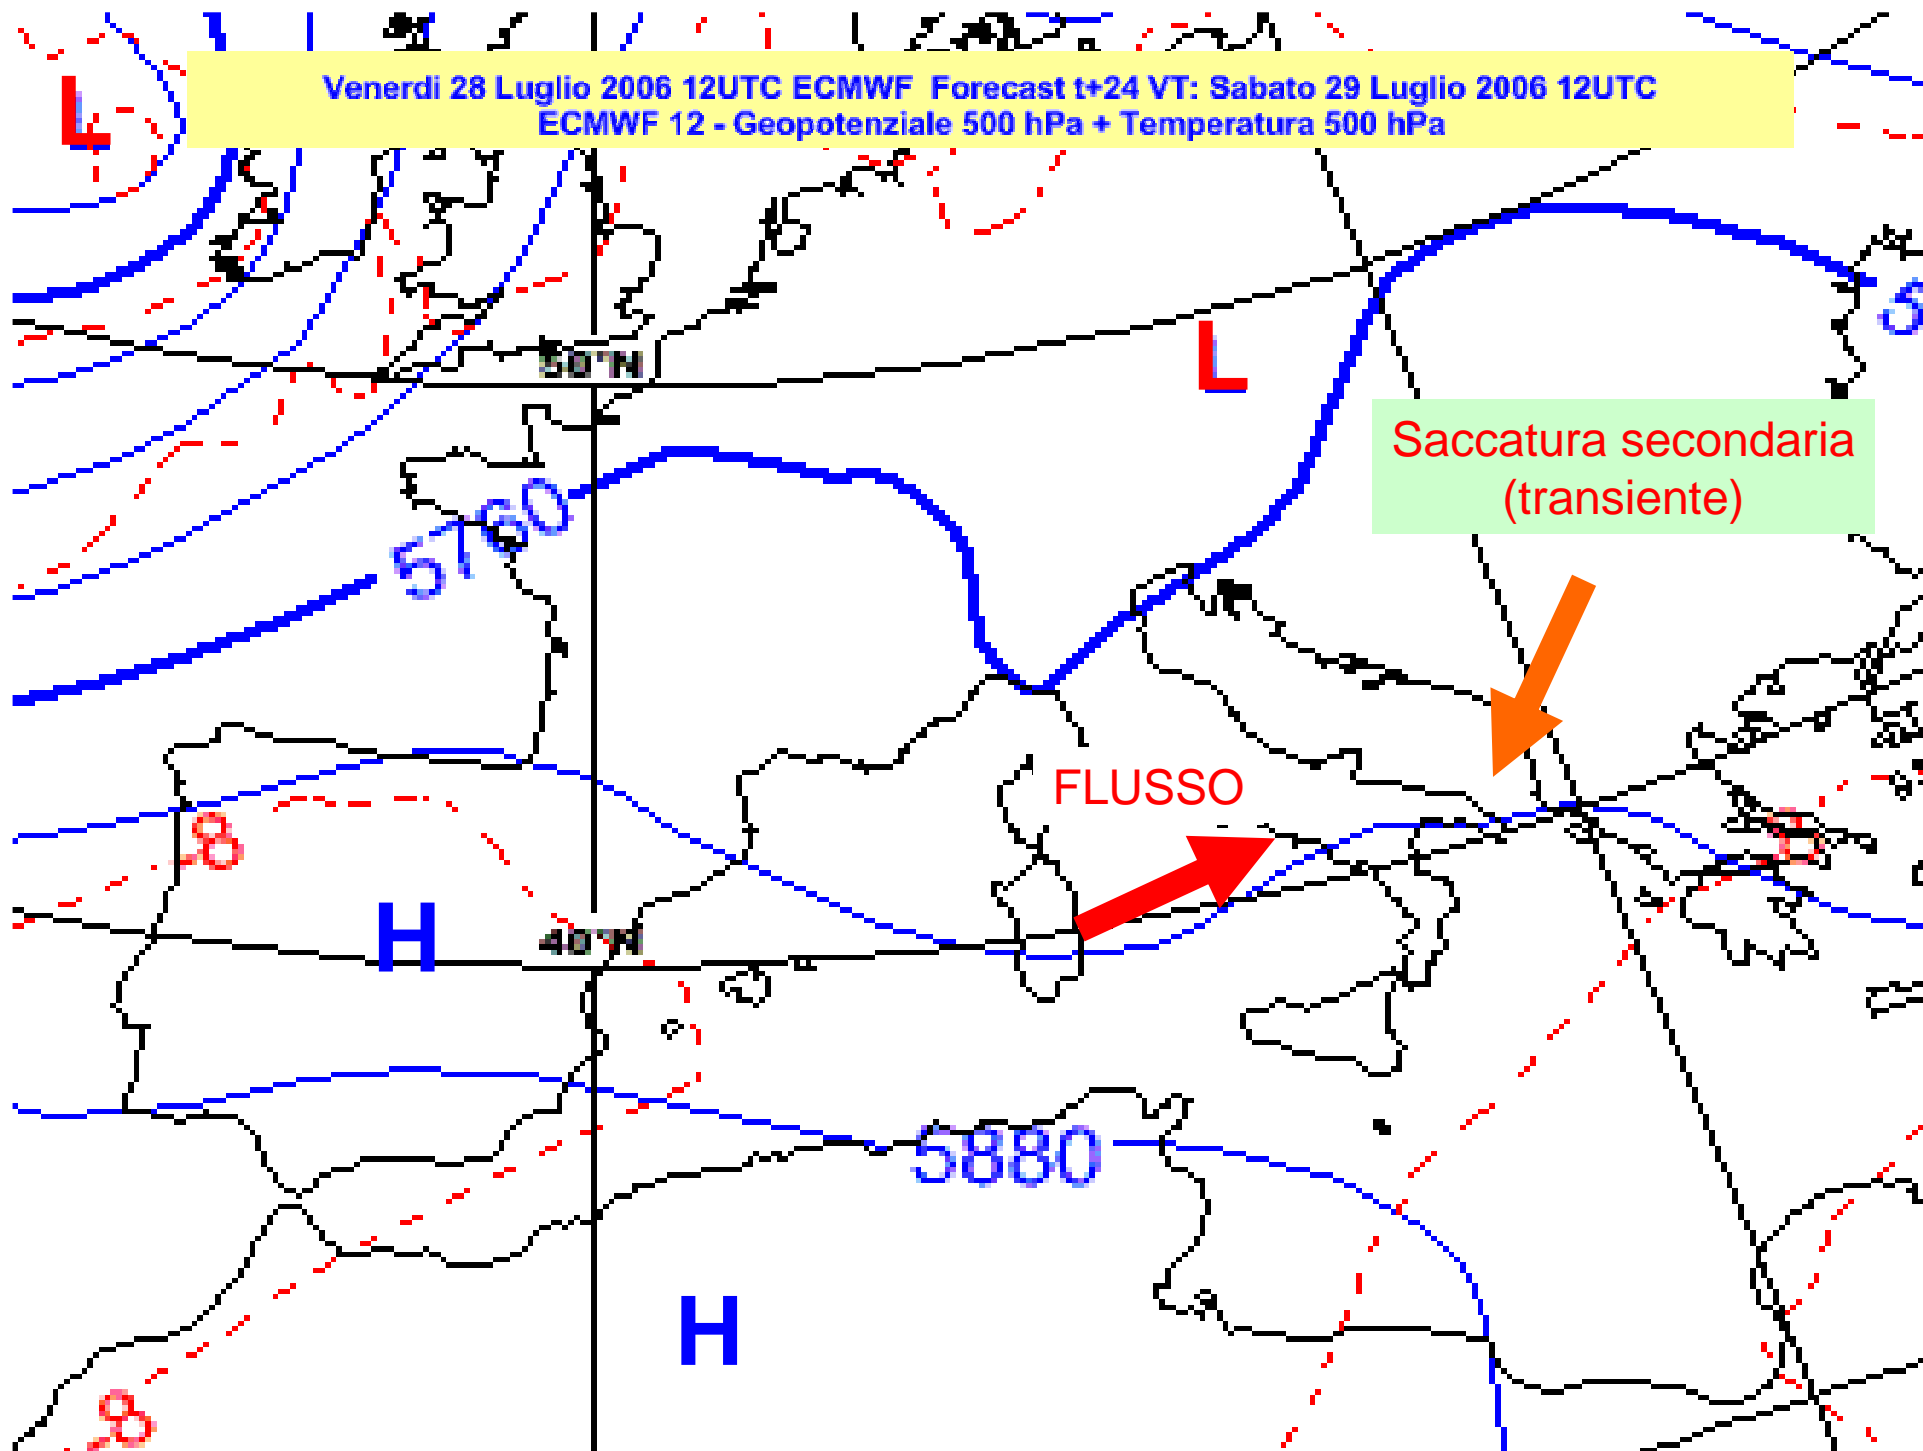 Venerdi 28 Luglio 2006 12UTC ECMWF Forecast t+24 VT: Sabato 29 Luglio 2006 12UTC
ECMWF 12 - Geopotenziale 500 hPa + Temperatura 500 hPa
L
5
50°N
L
Saccatura secondaria
(transiente)
5760
FLUSSO
-8
-8
H
40°N
5880
H
-8